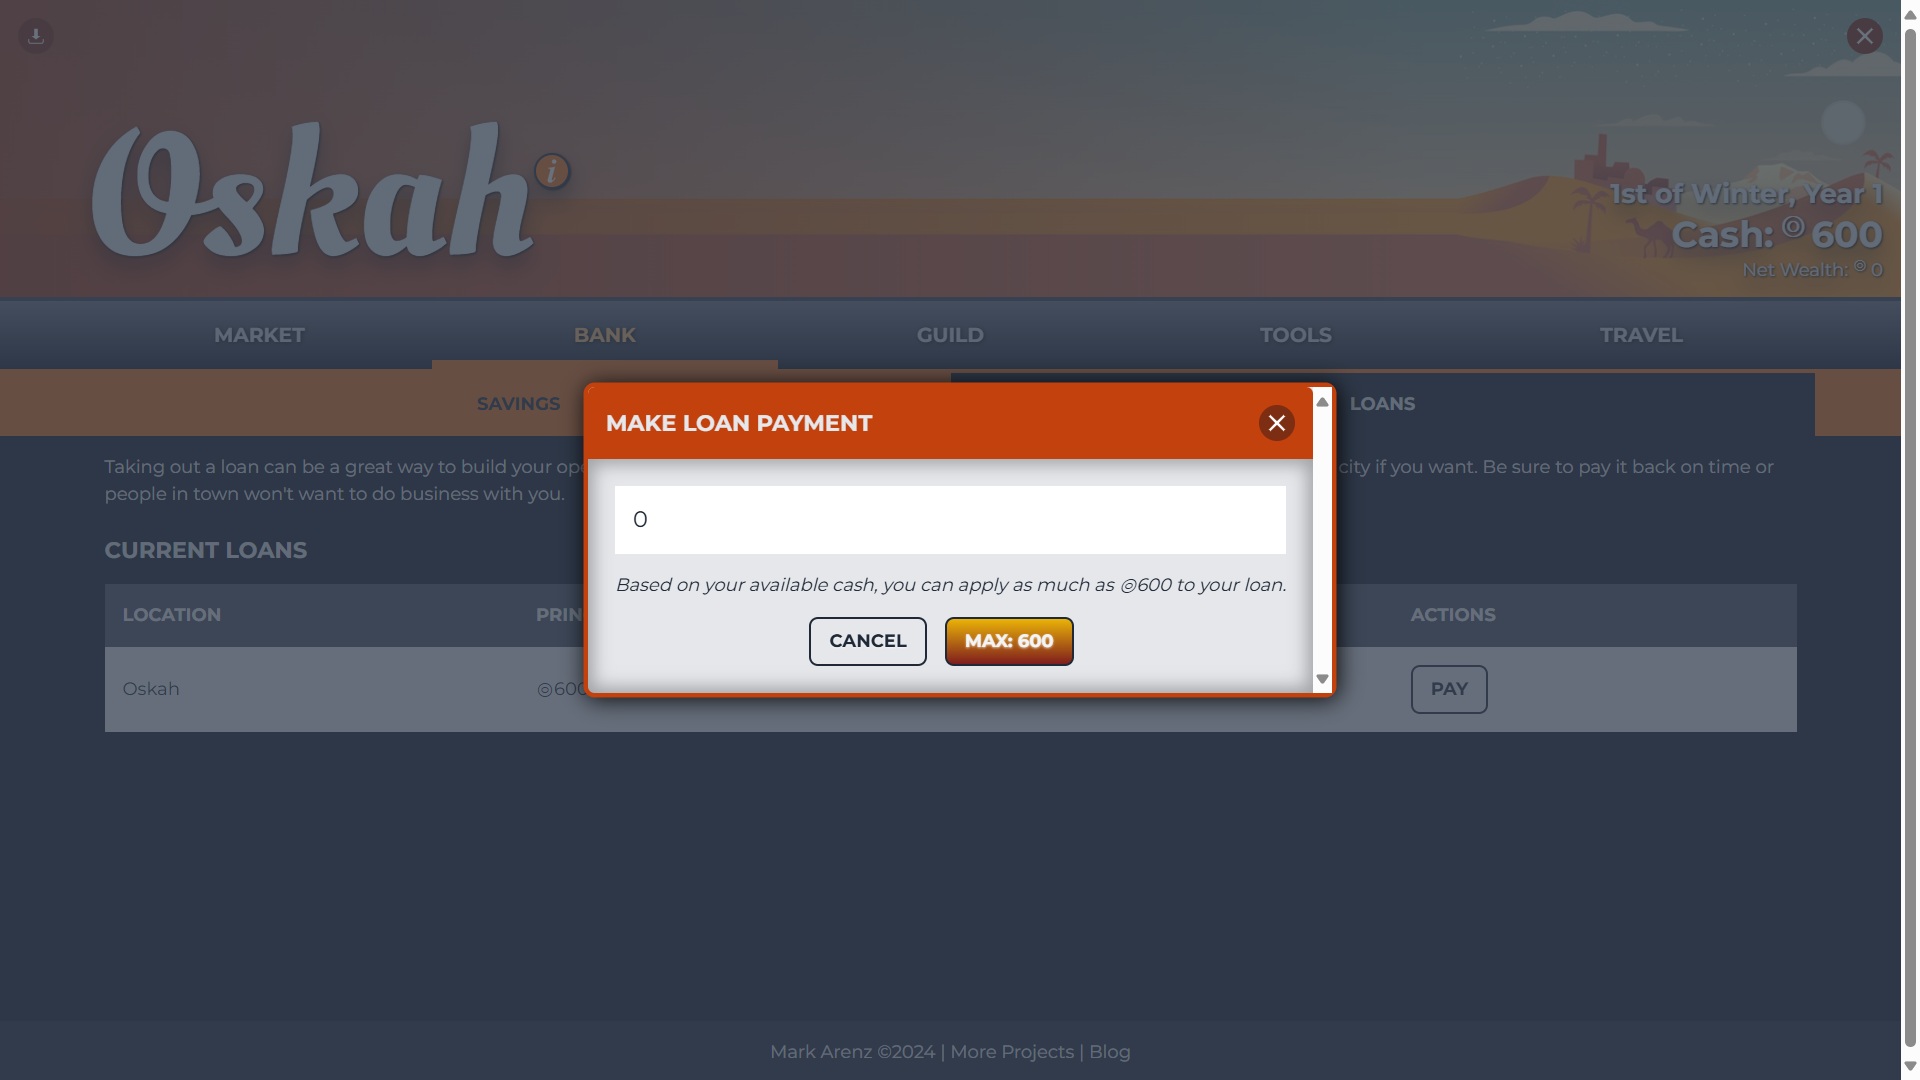 Oskah
i
1st of Winter, Year 1
Cash: ◎600
Net Wealth: ◎0
MARKET
BANK
GUILD
TOOLS
TRAVEL
SAVINGS
LOANS
Taking out a loan can be a great way to build your
city if you want. Be sure to pay it back on time or
people in town won't want to do business with you.
CURRENT LOANS
LOCATION
ACTIONS
Oskah
◎600
PAY
MAKE LOAN PAYMENT
0
Based on your available cash, you can apply as much as ◎600 to your loan.
CANCEL
MAX: 600
Mark Arenz ©2024 | More Projects | Blog